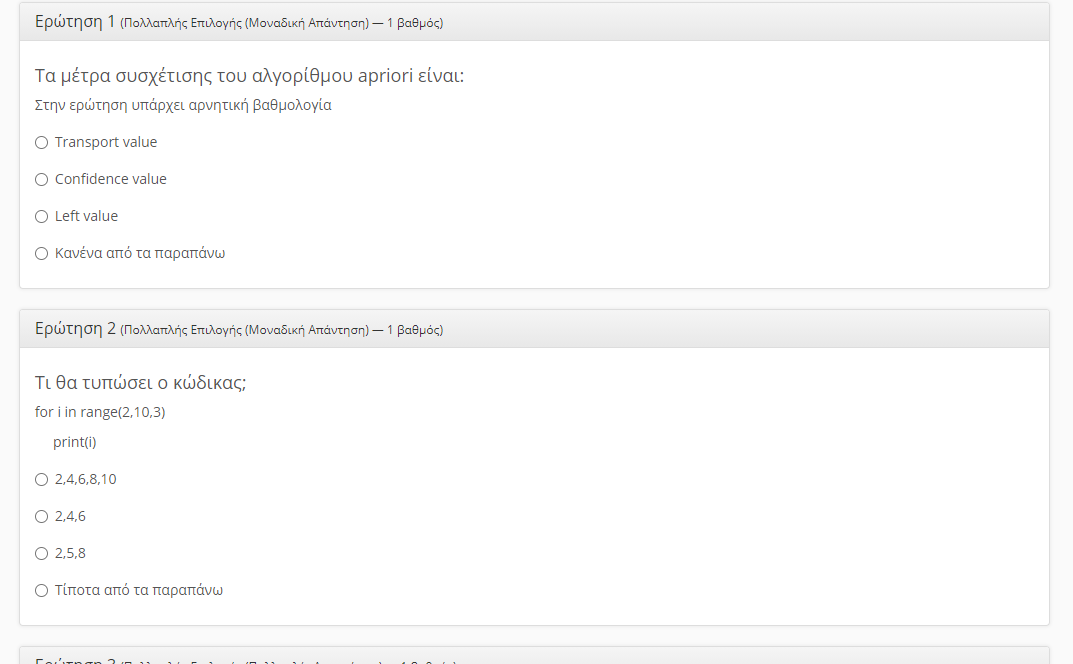 Ερώτηση 1 (Πολλαπλής Επιλογής (Μοναδική Απάντηση) — 1 βαθμός)
Τα μέτρα συσχέτισης του αλγορίθμου apriori είναι:
Στην ερώτηση υπάρχει αρνητική βαθμολογία
Transport value
Confidence value
Left value
Κανένα από τα παραπάνω
Ερώτηση 2 (Πολλαπλής Επιλογής (Μοναδική Απάντηση) — 1 βαθμός)
Τι θα τυπώσει ο κώδικας;
for i in range(2,10,3)
print(i)
2,4,6,8,10
2,4,6
2,5,8
Τίποτα από τα παραπάνω